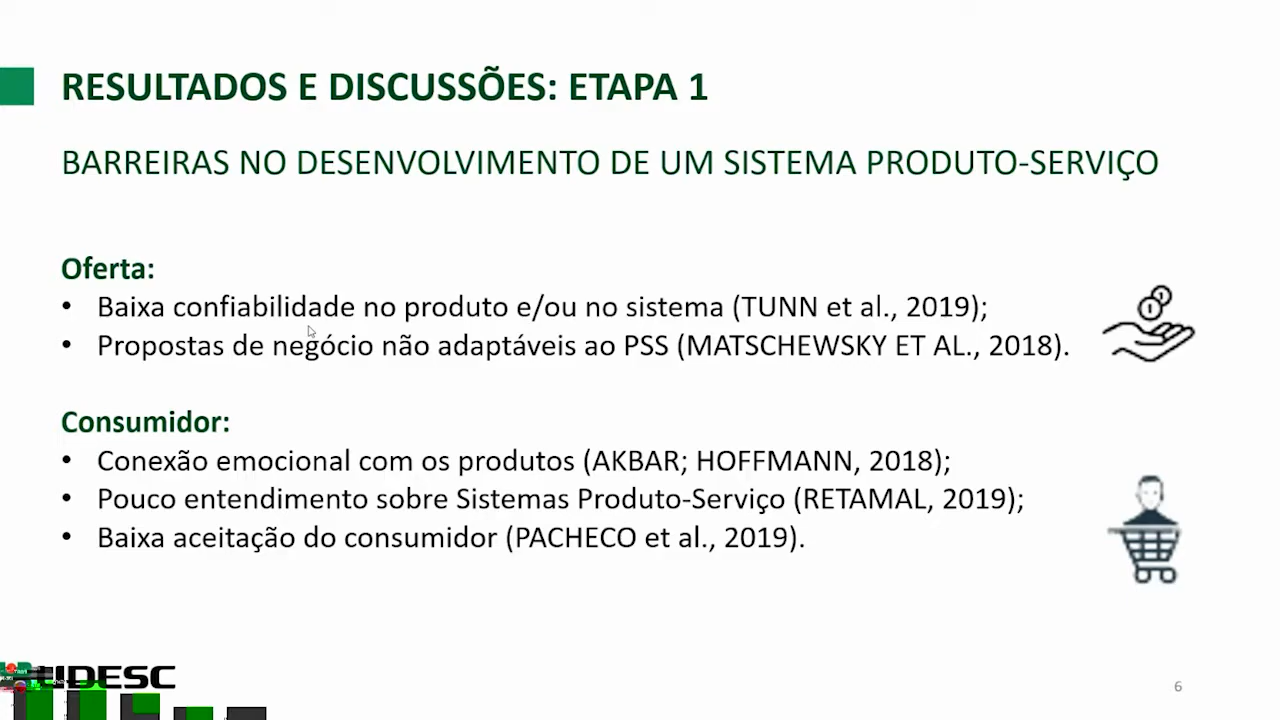 RESULTADOS E DISCUSSÕES: ETAPA 1
BARREIRAS NO DESENVOLVIMENTO DE UM SISTEMA PRODUTO-SERVIÇO
Oferta:
• Baixa confiabilidade no produto e/ou no sistema (TUNN et al., 2019);
• Propostas de negócio não adaptáveis ao PSS (MATSCHEWSKY ET AL., 2018).
Consumidor:
• Conexão emocional com os produtos (AKBAR; HOFFMANN, 2018);
• Pouco entendimento sobre Sistemas Produto-Serviço (RETAMAL, 2019);
• Baixa aceitação do consumidor (PACHECO et al., 2019).
UDESC
6